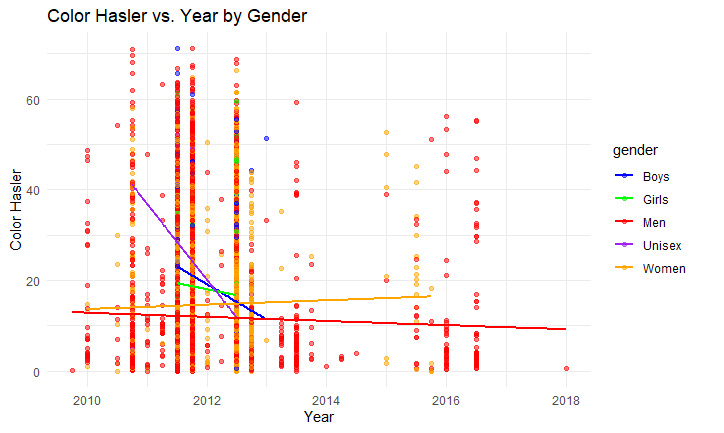 Color Hasler vs. Year by Gender
60
40
20
0
Color Hasler
2010
2012
2014
2016
2018
Year
gender
Boys
Girls
Men
Unisex
Women